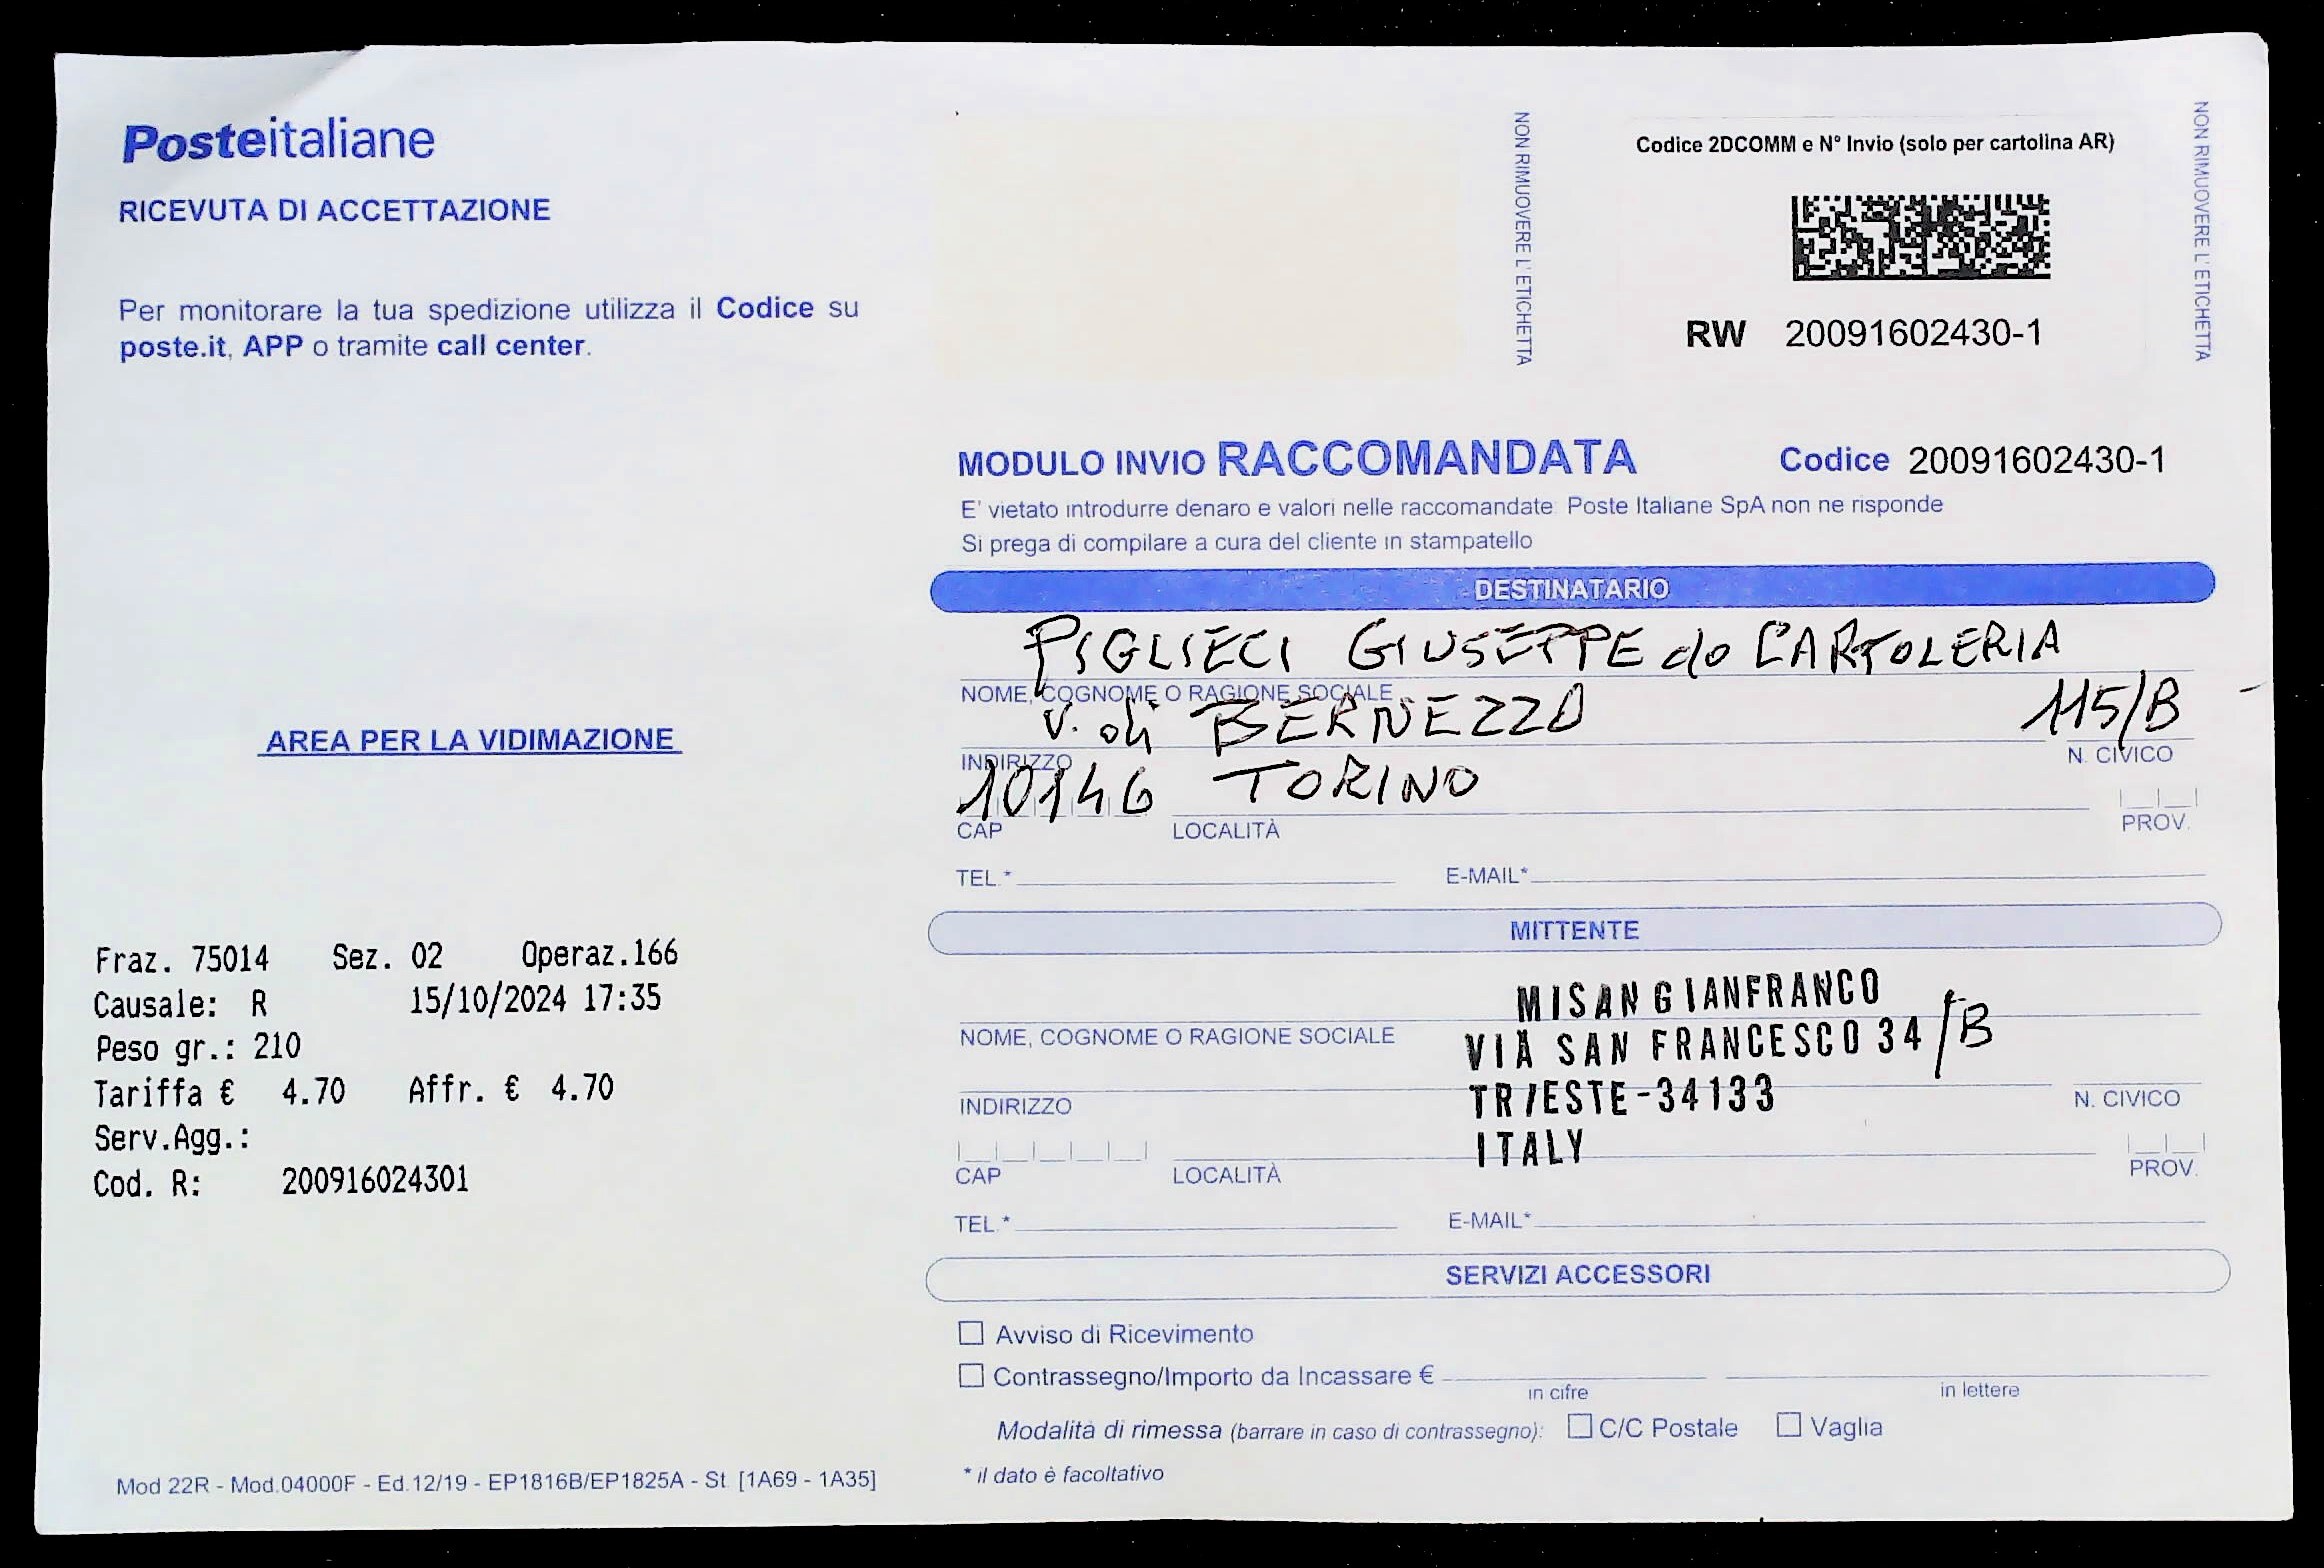 Posteitaliane
RICEVUTA DI ACCETTAZIONE
Per monitorare la tua spedizione utilizza il Codice su
poste.it, APP o tramite call center.
AREA PER LA VIDIMAZIONE
Fraz. 75014 Sez. 02 Operaz.166
Causale: R 15/10/2024 17:35
Peso gr.: 210
Tariffa € 4.70 Affr. € 4.70
Serv.Agg.:
Cod. R: 200916024301
Mod 22R - Mod.04000F - Ed.12/19 - EP1816B/EP1825A - St. [1A69 - 1A35]
NON RIMUOVERE L'ETICHETTA
Codice 2DCOMM e N° Invio (solo per cartolina AR)
RW 20091602430-1
NON RIMUOVERE L'ETICHETTA
MODULO INVIO RACCOMANDATA Codice 20091602430-1
E' vietato introdurre denaro e valori nelle raccomandate: Poste Italiane SpA non ne risponde
Si prega di compilare a cura del cliente in stampatello
DESTINATARIO
PIGLIECI GIUSEPPE c/o CARTOLERIA
NOME, COGNOME O RAGIONE SOCIALE
V. di BERNEZZO 115/B
INDIRIZZO N. CIVICO
10146 TORINO
CAP LOCALITÀ PROV.
TEL.* E-MAIL*
MITTENTE
MISAN GIANFRANCO
NOME, COGNOME O RAGIONE SOCIALE
VIA SAN FRANCESCO 34/B
TRIESTE-34133
INDIRIZZO N. CIVICO
ITALY
CAP LOCALITÀ PROV.
TEL.* E-MAIL*
SERVIZI ACCESSORI
Avviso di Ricevimento
Contrassegno/Importo da Incassare €
in cifre in lettere
Modalità di rimessa (barrare in caso di contrassegno): C/C Postale Vaglia
* il dato è facoltativo